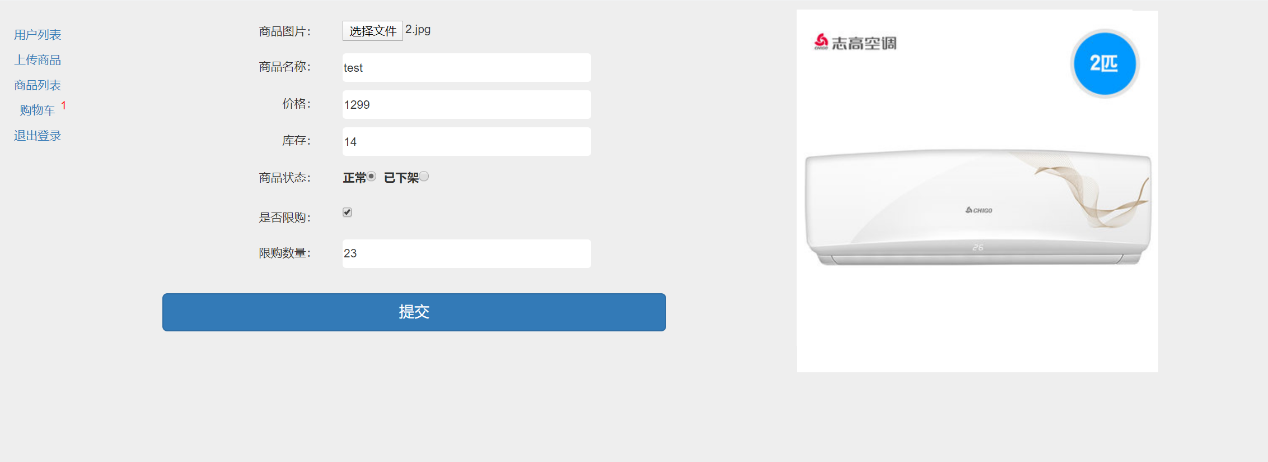 用户列表
上传商品
商品列表
购物车 1
退出登录
商品图片： 选择文件 2.jpg
商品名称： test
价格： 1299
库存： 14
商品状态： 正常 已下架
是否限购：
限购数量： 23
提交
志高空调
CHIGO
2匹
CHIGO
26